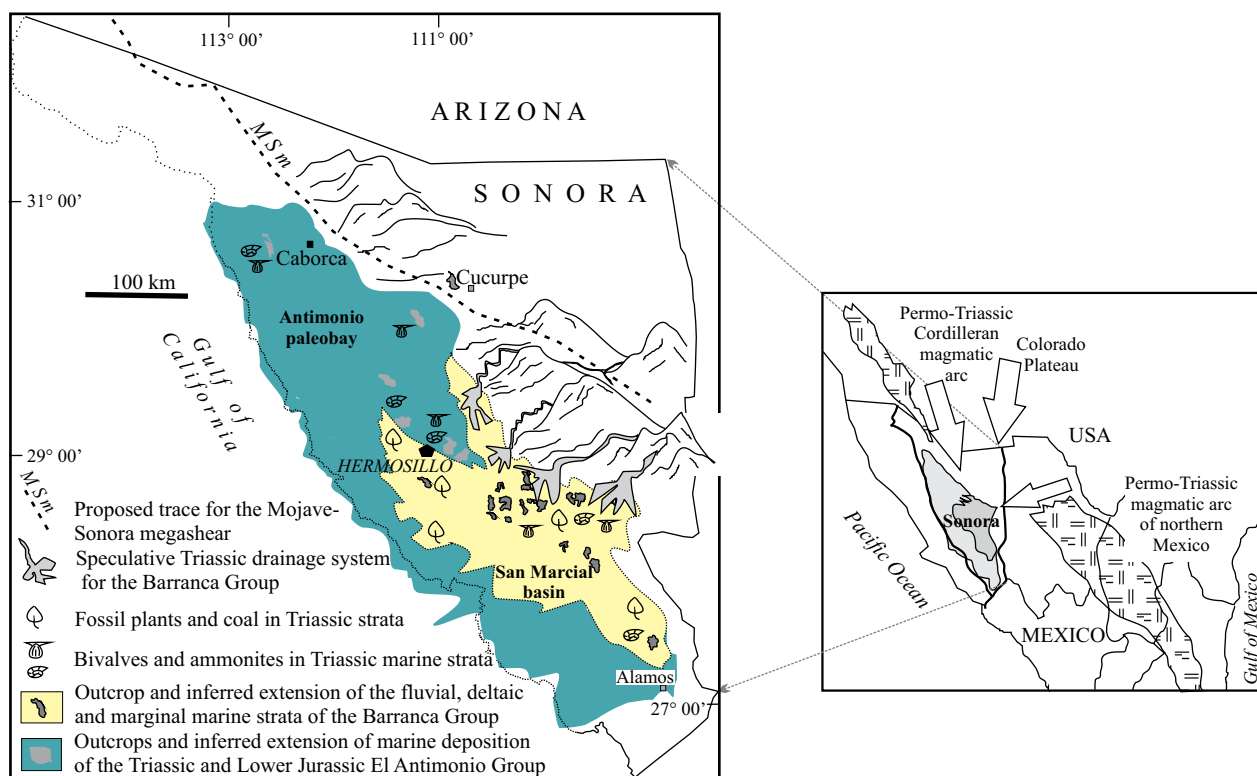 113° 00’
111° 00’
ARIZONA
MSm
SONORA
31° 00’
Caborca
Cucurpe
100 km
Antimonio
paleobay
Gulf of
California
29° 00’
HERMOSILLO
MSm
San Marcial
basin
Alamos
27° 00’
Proposed trace for the Mojave-
Sonora megashear
Speculative Triassic drainage system
for the Barranca Group
Fossil plants and coal in Triassic strata
Bivalves and ammonites in Triassic marine strata
Outcrop and inferred extension of the fluvial, deltaic
and marginal marine strata of the Barranca Group
Outcrops and inferred extension of marine deposition
of the Triassic and Lower Jurassic El Antimonio Group
Permo-Triassic
Cordilleran
magmatic
arc
Colorado
Plateau
USA
Permo-Triassic
magmatic arc
of northern
Mexico
Sonora
Pacific Ocean
MEXICO
Gulf of Mexico